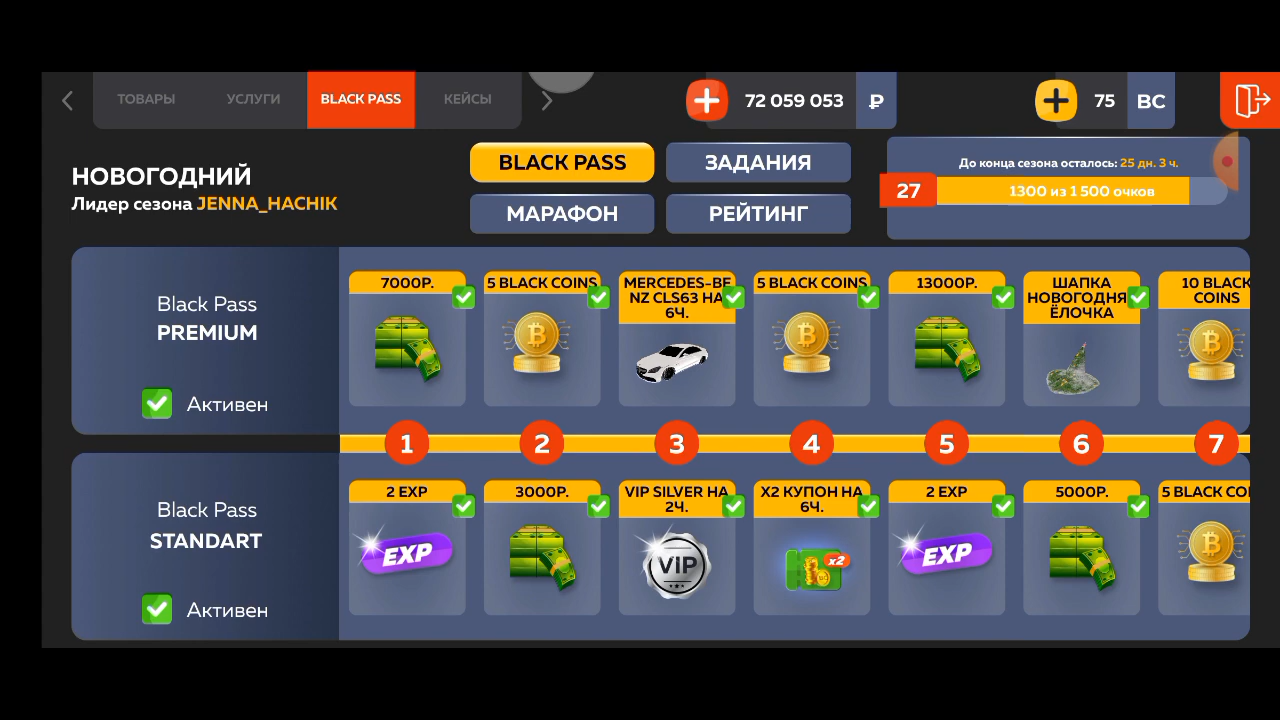 ТОВАРЫ
УСЛУГИ
BLACK PASS
КЕЙСЫ
72 059 053 ₽
75 BC
НОВОГОДНИЙ
Лидер сезона JENNA_HACHIK
BLACK PASS
ЗАДАНИЯ
МАРАФОН
РЕЙТИНГ
До конца сезона осталось: 25 дн. 3 ч.
27
1300 из 1 500 очков
Black Pass
PREMIUM
Активен
7000Р.
5 BLACK COINS
MERCEDES-BE
NZ CLS63 НА
6Ч.
5 BLACK COINS
13000Р.
ШАПКА
НОВОГОДНЯ
ЁЛОЧКА
10 BLACK
COINS
1
2
3
4
5
6
7
Black Pass
STANDART
Активен
2 EXP
EXP
3000Р.
VIP SILVER НА
2Ч.
VIP
X2 КУПОН НА
6Ч.
x2
2 EXP
EXP
5000Р.
5 BLACK COI